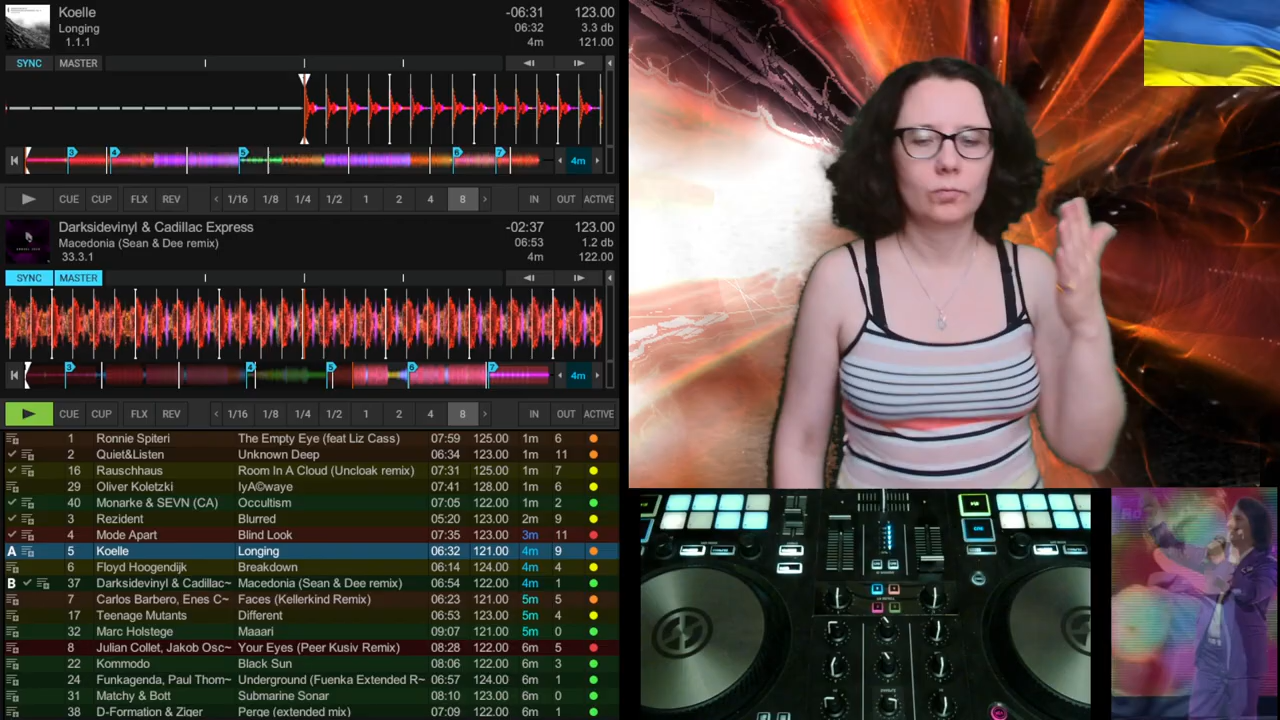 Koelle -06:31 123.00
Longing 06:32 3.3 db
1.1.1 4m 121.00
SYNC MASTER
3 4 5 6 7 4m
CUE CUP FLX REV 1/16 1/8 1/4 1/2 1 2 4 8 IN OUT ACTIVE
Darksidevinyl & Cadillac Express -02:37 123.00
Macedonia (Sean & Dee remix) 06:53 1.2 db
33.3.1 4m 122.00
SYNC MASTER
3 4 5 6 7 4m
CUE CUP FLX REV 1/16 1/8 1/4 1/2 1 2 4 8 IN OUT ACTIVE
1 Ronnie Spiteri The Empty Eye (feat Liz Cass) 07:59 125.00 1m 6
2 Quiet&Listen Unknown Deep 06:34 123.00 1m 11
16 Rauschhaus Room In A Cloud (Uncloak remix) 07:31 125.00 1m 7
29 Oliver Koletzki IyA©waye 07:41 128.00 1m 6
40 Monarke & SEVN (CA) Occultism 07:05 122.00 1m 2
3 Rezident Blurred 05:20 123.00 2m 9
4 Mode Apart Blind Look 07:35 123.00 3m 11
A 5 Koelle Longing 06:32 121.00 4m 9
6 Floyd Hoogendijk Breakdown 06:14 124.00 4m 4
B 37 Darksidevinyl & Cadillac~ Macedonia (Sean & Dee remix) 06:54 122.00 4m 1
7 Carlos Barbero, Enes C~ Faces (Kellerkind Remix) 06:23 121.00 5m 5
17 Teenage Mutants Different 06:53 123.00 5m 4
32 Marc Holstege Maaari 09:07 121.00 5m 0
8 Julian Collet, Jakob Osc~ Your Eyes (Peer Kusiv Remix) 08:28 122.00 6m 5
22 Kommodo Black Sun 08:06 122.00 6m 3
24 Funkagenda, Paul Thom~ Underground (Fuenka Extended R~ 06:57 124.00 6m 1
31 Matchy & Bott Submarine Sonar 08:10 123.00 6m 0
38 D-Formation & Ziger Perge (extended mix) 07:09 122.00 6m 1